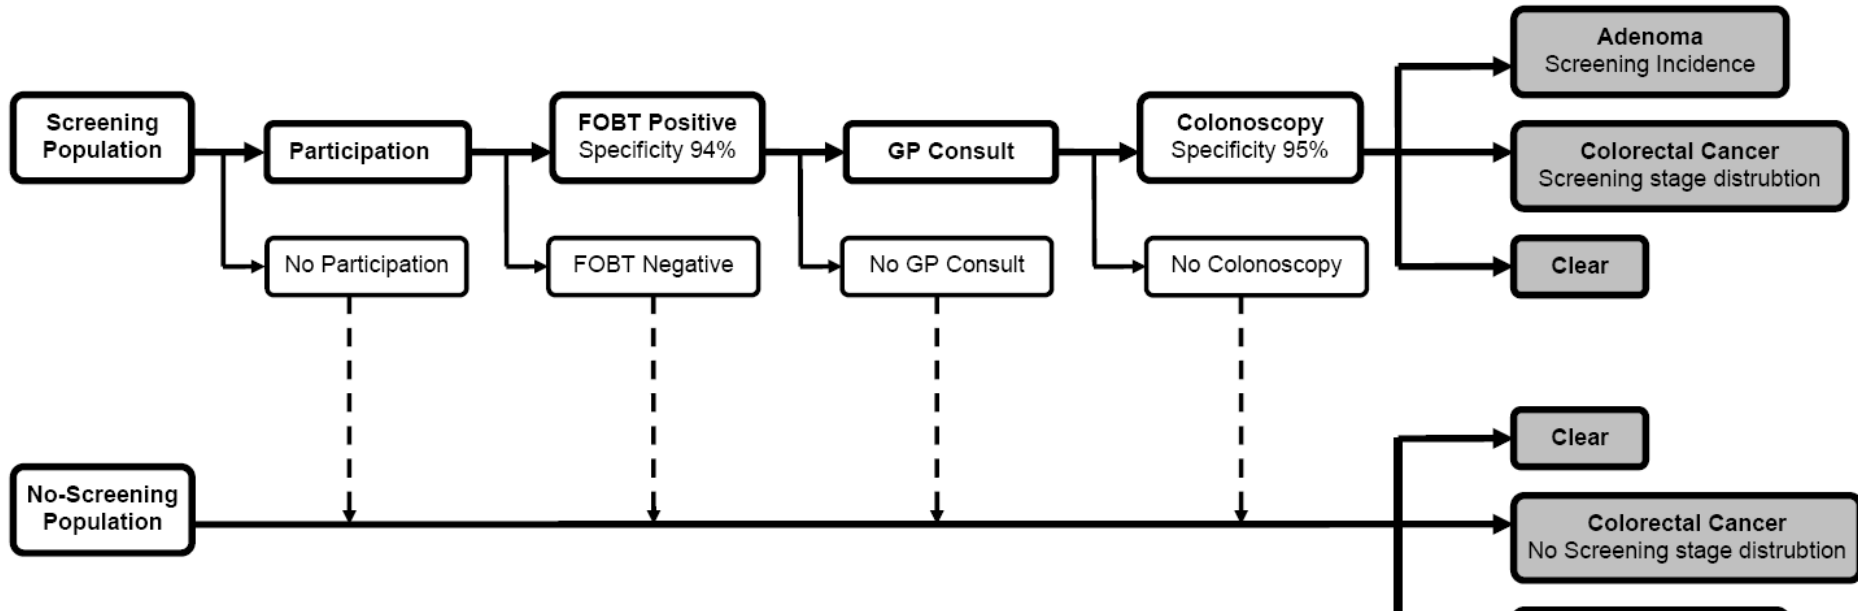 Adenoma
Screening Incidence
Screening
Population
Participation
FOBT Positive
Specificity 94%
GP Consult
Colonoscopy
Specificity 95%
Colorectal Cancer
Screening stage distrubtion
No Participation
FOBT Negative
No GP Consult
No Colonoscopy
Clear
Clear
No-Screening
Population
Colorectal Cancer
No Screening stage distrubtion